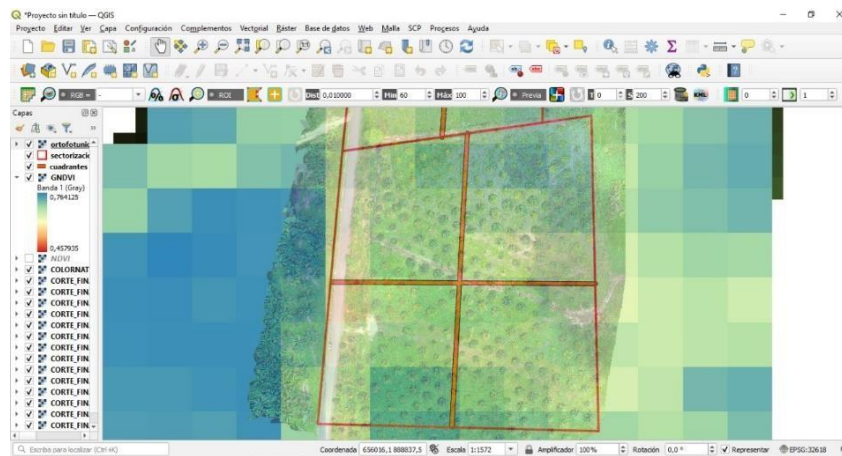 *Proyecto sin título — QGIS
Proyecto Editar Ver Capa Configuración Complementos Vectorial Ráster Base de datos Web Malla SCP Procesos Ayuda
RGB = - ROI Dist 0,010000 Mín 60 Máx 100 Previa T 0 S 200 KML 0 1
Capas
ortofotunic
sectorizació
cuadrantes
GNDVI
Banda 1 (Gray)
0,764125
0,457935
NDVI
COLORNAT
CORTE_FIN.
CORTE_FIN.
CORTE_FIN.
CORTE_FIN.
CORTE_FIN.
CORTE_FIN.
CORTE_FIN.
CORTE_FIN.
CORTE_FIN.
CORTE_FIN.
CORTE_FIN.
Escriba para localizar (Ctrl+K) Coordenada 656016,1 888837,5 Escala 1:1572 Amplificador 100% Rotación 0,0 ° Representar EPSG:32618